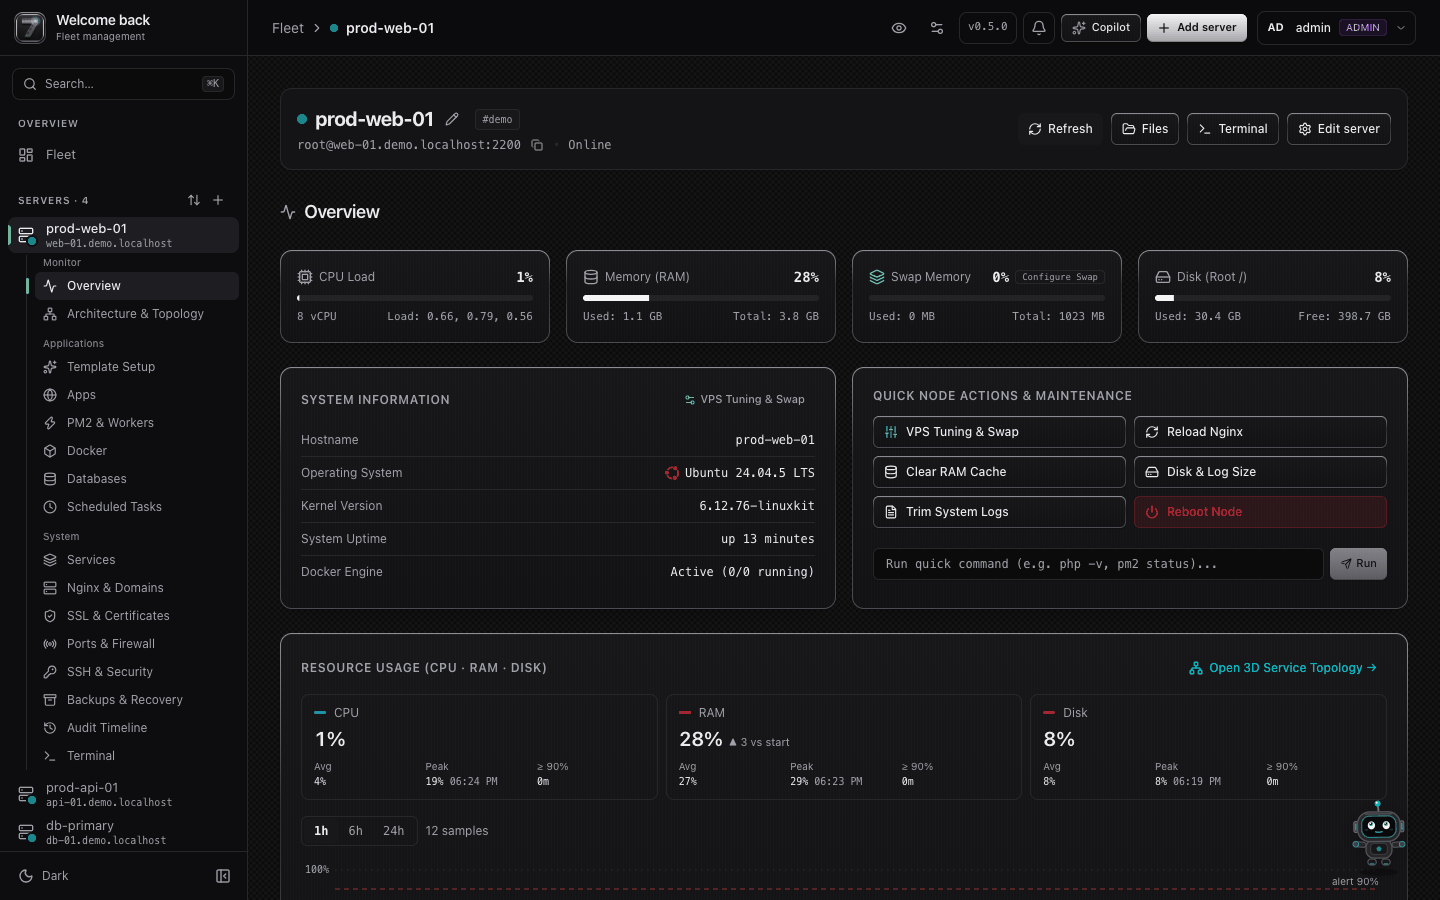 Welcome back
Fleet management
Search...
⌘K
OVERVIEW
Fleet
SERVERS · 4
prod-web-01
web-01.demo.localhost
Monitor
Overview
Architecture & Topology
Applications
Template Setup
Apps
PM2 & Workers
Docker
Databases
Scheduled Tasks
System
Services
Nginx & Domains
SSL & Certificates
Ports & Firewall
SSH & Security
Backups & Recovery
Audit Timeline
Terminal
prod-api-01
api-01.demo.localhost
db-primary
db-01.demo.localhost
Dark
Fleet > prod-web-01
v0.5.0
Copilot
Add server
AD admin ADMIN
prod-web-01 #demo
root@web-01.demo.localhost:2200 · Online
Refresh
Files
Terminal
Edit server
Overview
CPU Load 1%
8 vCPU Load: 0.66, 0.79, 0.56
Memory (RAM) 28%
Used: 1.1 GB Total: 3.8 GB
Swap Memory 0% Configure Swap
Used: 0 MB Total: 1023 MB
Disk (Root /) 8%
Used: 30.4 GB Free: 398.7 GB
SYSTEM INFORMATION
VPS Tuning & Swap
Hostname prod-web-01
Operating System Ubuntu 24.04.5 LTS
Kernel Version 6.12.76-linuxkit
System Uptime up 13 minutes
Docker Engine Active (0/0 running)
QUICK NODE ACTIONS & MAINTENANCE
VPS Tuning & Swap
Reload Nginx
Clear RAM Cache
Disk & Log Size
Trim System Logs
Reboot Node
Run quick command (e.g. php -v, pm2 status)...
Run
RESOURCE USAGE (CPU · RAM · DISK)
Open 3D Service Topology →
CPU
1%
Avg Peak ≥ 90%
4% 19% 06:24 PM 0m
RAM
28% ▲ 3 vs start
Avg Peak ≥ 90%
27% 29% 06:23 PM 0m
Disk
8%
Avg Peak ≥ 90%
8% 8% 06:19 PM 0m
1h 6h 24h 12 samples
100%
alert 90%